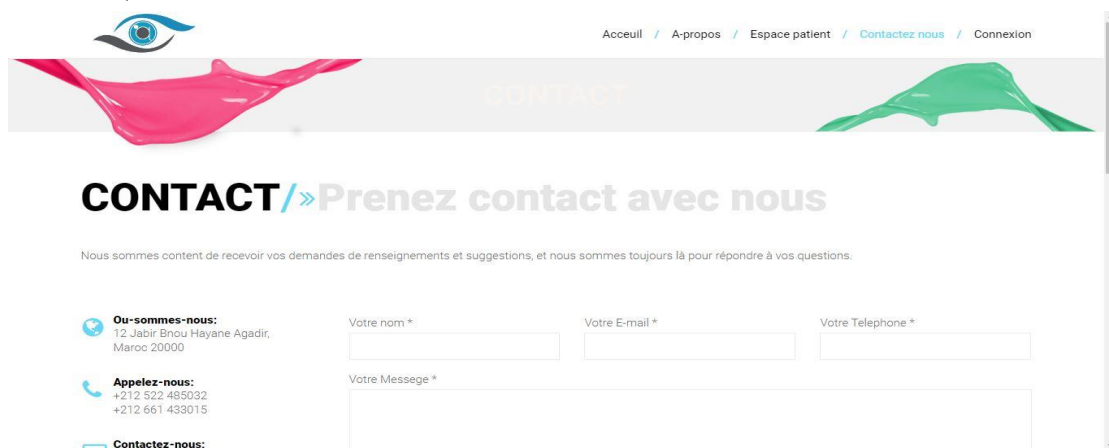 Acceuil / A-propos / Espace patient / Contactez nous / Connexion
CONTACT
CONTACT/»Prenez contact avec nous
Nous sommes content de recevoir vos demandes de renseignements et suggestions, et nous sommes toujours là pour répondre à vos questions.
Ou-sommes-nous:
12 Jabir Bnou Hayane Agadir,
Maroc 20000
Appelez-nous:
+212 522 485032
+212 661 433015
Contactez-nous:
Votre nom *
Votre E-mail *
Votre Telephone *
Votre Messege *